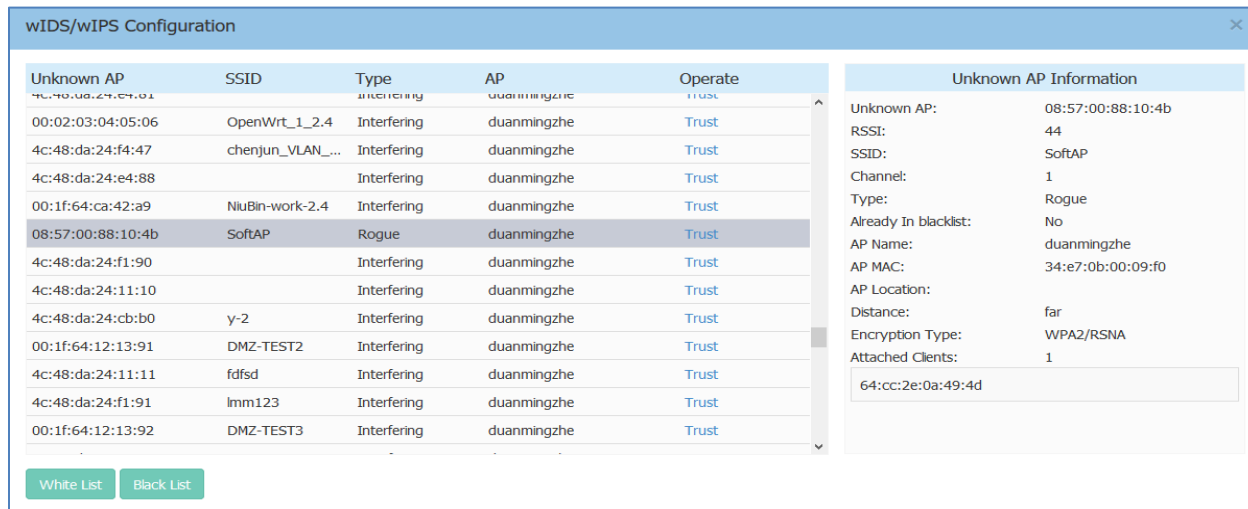 wIDS/wIPS Configuration
Unknown AP SSID Type AP Operate
4c:48:da:24:e4:81 Interfering duanmingzhe Trust
00:02:03:04:05:06 OpenWrt_1_2.4 Interfering duanmingzhe Trust
4c:48:da:24:f4:47 chenjun_VLAN_... Interfering duanmingzhe Trust
4c:48:da:24:e4:88 Interfering duanmingzhe Trust
00:1f:64:ca:42:a9 NiuBin-work-2.4 Interfering duanmingzhe Trust
08:57:00:88:10:4b SoftAP Rogue duanmingzhe Trust
4c:48:da:24:f1:90 Interfering duanmingzhe Trust
4c:48:da:24:11:10 Interfering duanmingzhe Trust
4c:48:da:24:cb:b0 y-2 Interfering duanmingzhe Trust
00:1f:64:12:13:91 DMZ-TEST2 Interfering duanmingzhe Trust
4c:48:da:24:11:11 fdfsd Interfering duanmingzhe Trust
4c:48:da:24:f1:91 lmm123 Interfering duanmingzhe Trust
00:1f:64:12:13:92 DMZ-TEST3 Interfering duanmingzhe Trust
White List Black List
Unknown AP Information
Unknown AP: 08:57:00:88:10:4b
RSSI: 44
SSID: SoftAP
Channel: 1
Type: Rogue
Already In blacklist: No
AP Name: duanmingzhe
AP MAC: 34:e7:0b:00:09:f0
AP Location:
Distance: far
Encryption Type: WPA2/RSNA
Attached Clients: 1
64:cc:2e:0a:49:4d